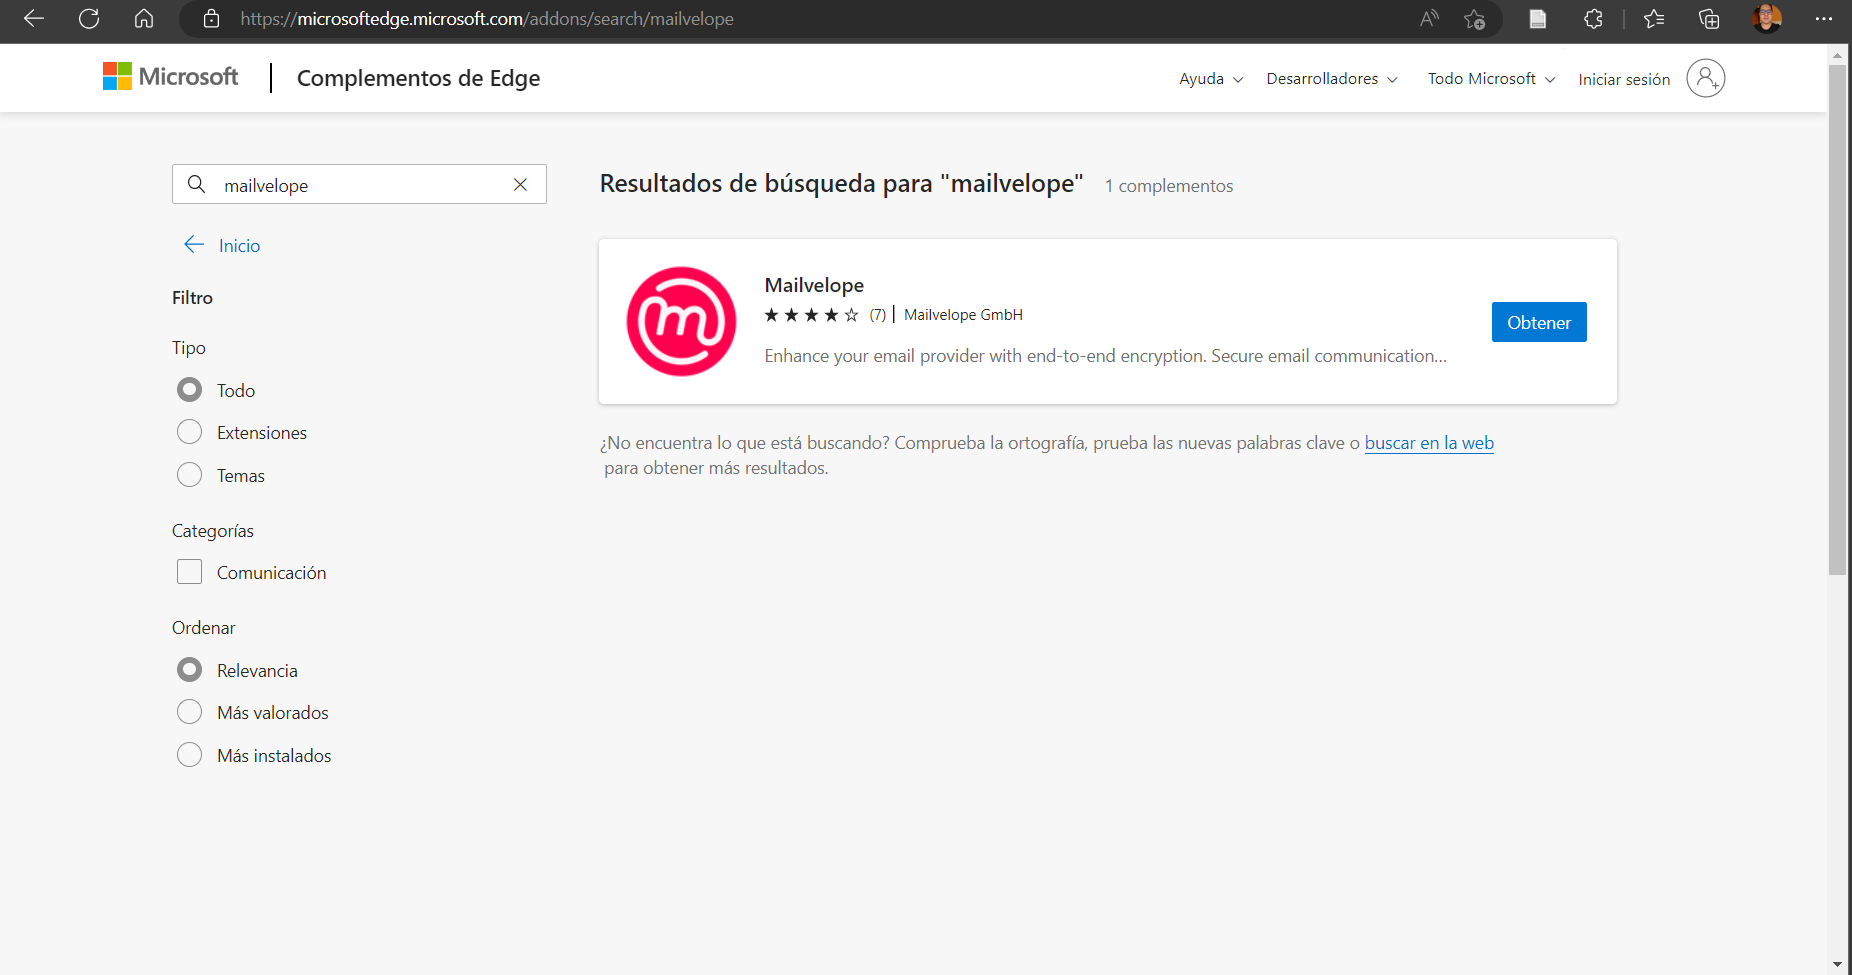 https://microsoftedge.microsoft.com/addons/search/mailvelope
Microsoft
Complementos de Edge
Ayuda
Desarrolladores
Todo Microsoft
Iniciar sesión
mailvelope
Inicio
Filtro
Tipo
Todo
Extensiones
Temas
Categorías
Comunicación
Ordenar
Relevancia
Más valorados
Más instalados
Resultados de búsqueda para "mailvelope" 1 complementos
Mailvelope
(7) | Mailvelope GmbH
Enhance your email provider with end-to-end encryption. Secure email communication...
Obtener
¿No encuentra lo que está buscando? Comprueba la ortografía, prueba las nuevas palabras clave o buscar en la web
para obtener más resultados.